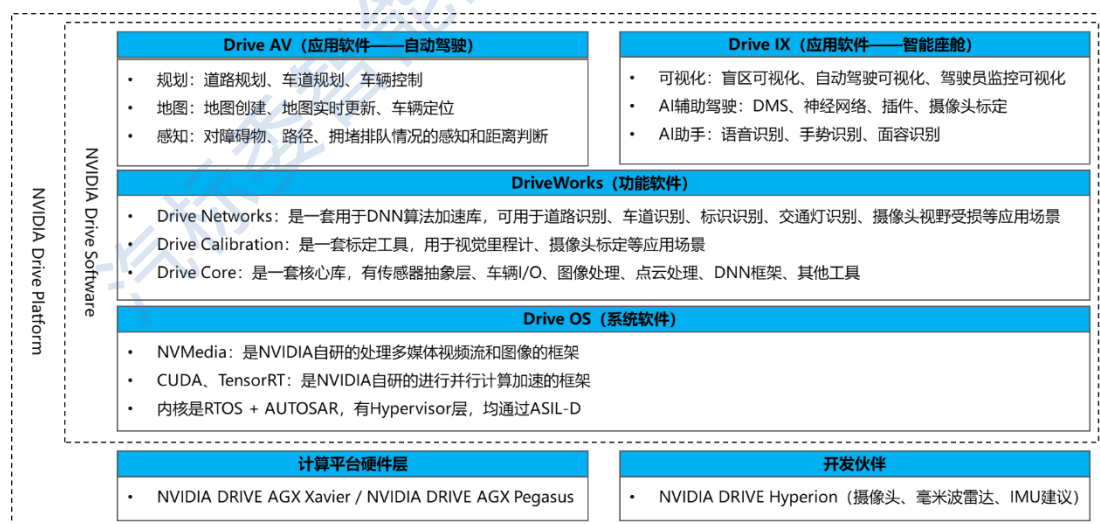 NVIDIA Drive Platform
NVIDIA Drive Software
Drive AV（应用软件——自动驾驶）
• 规划：道路规划、车道规划、车辆控制
• 地图：地图创建、地图实时更新、车辆定位
• 感知：对障碍物、路径、拥堵排队情况的感知和距离判断
Drive IX（应用软件——智能座舱）
• 可视化：盲区可视化、自动驾驶可视化、驾驶员监控可视化
• AI辅助驾驶：DMS、神经网络、插件、摄像头标定
• AI助手：语音识别、手势识别、面容识别
DriveWorks（功能软件）
• Drive Networks：是一套用于DNN算法加速库，可用于道路识别、车道识别、标识识别、交通灯识别、摄像头视野受损等应用场景
• Drive Calibration：是一套标定工具，用于视觉里程计、摄像头标定等应用场景
• Drive Core：是一套核心库，有传感器抽象层、车辆I/O、图像处理、点云处理、DNN框架、其他工具
Drive OS（系统软件）
• NVMedia：是NVIDIA自研的处理多媒体视频流和图像的框架
• CUDA、TensorRT：是NVIDIA自研的进行并行计算加速的框架
• 内核是RTOS + AUTOSAR，有Hypervisor层，均通过ASIL-D
计算平台硬件层
• NVIDIA DRIVE AGX Xavier / NVIDIA DRIVE AGX Pegasus
开发伙伴
• NVIDIA DRIVE Hyperion（摄像头、毫米波雷达、IMU建议）
汽标委智能